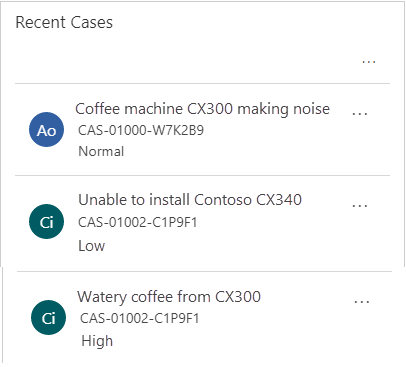 Recent Cases
...
Coffee machine CX300 making noise ...
Ao CAS-01000-W7K2B9
Normal
Unable to install Contoso CX340 ...
Ci CAS-01002-C1P9F1
Low
Watery coffee from CX300 ...
Ci CAS-01002-C1P9F1
High